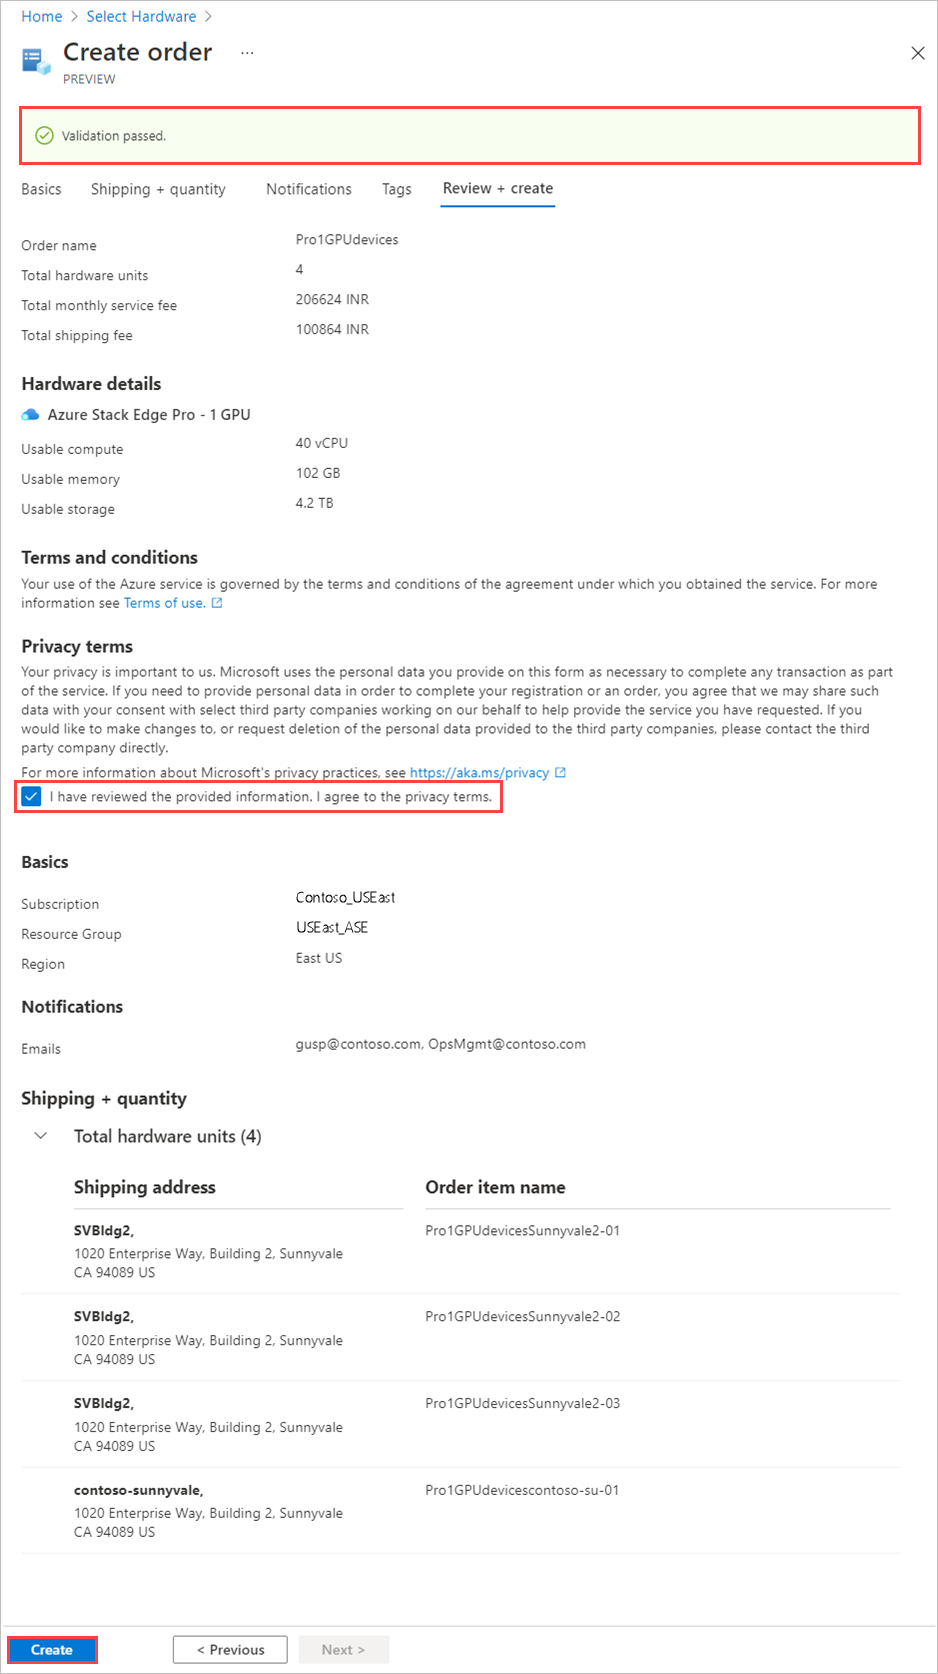 Home > Select Hardware >
Create order ...
PREVIEW
Validation passed.
Basics Shipping + quantity Notifications Tags Review + create
Order name Pro1GPUdevices
Total hardware units 4
Total monthly service fee 206624 INR
Total shipping fee 100864 INR
Hardware details
Azure Stack Edge Pro - 1 GPU
Usable compute 40 vCPU
Usable memory 102 GB
Usable storage 4.2 TB
Terms and conditions
Your use of the Azure service is governed by the terms and conditions of the agreement under which you obtained the service. For more
information see Terms of use.
Privacy terms
Your privacy is important to us. Microsoft uses the personal data you provide on this form as necessary to complete any transaction as part
of the service. If you need to provide personal data in order to complete your registration or an order, you agree that we may share such
data with your consent with select third party companies working on our behalf to help provide the service you have requested. If you
would like to make changes to, or request deletion of the personal data provided to the third party companies, please contact the third
party company directly.
For more information about Microsoft's privacy practices, see https://aka.ms/privacy
I have reviewed the provided information. I agree to the privacy terms.
Basics
Subscription Contoso_USEast
Resource Group USEast_ASE
Region East US
Notifications
Emails gusp@contoso.com, OpsMgmt@contoso.com
Shipping + quantity
Total hardware units (4)
Shipping address Order item name
SVBldg2, Pro1GPUdevicesSunnyvale2-01
1020 Enterprise Way, Building 2, Sunnyvale
CA 94089 US
SVBldg2, Pro1GPUdevicesSunnyvale2-02
1020 Enterprise Way, Building 2, Sunnyvale
CA 94089 US
SVBldg2, Pro1GPUdevicesSunnyvale2-03
1020 Enterprise Way, Building 2, Sunnyvale
CA 94089 US
contoso-sunnyvale, Pro1GPUdevicescontoso-su-01
1020 Enterprise Way, Building 2, Sunnyvale
CA 94089 US
Create < Previous Next >